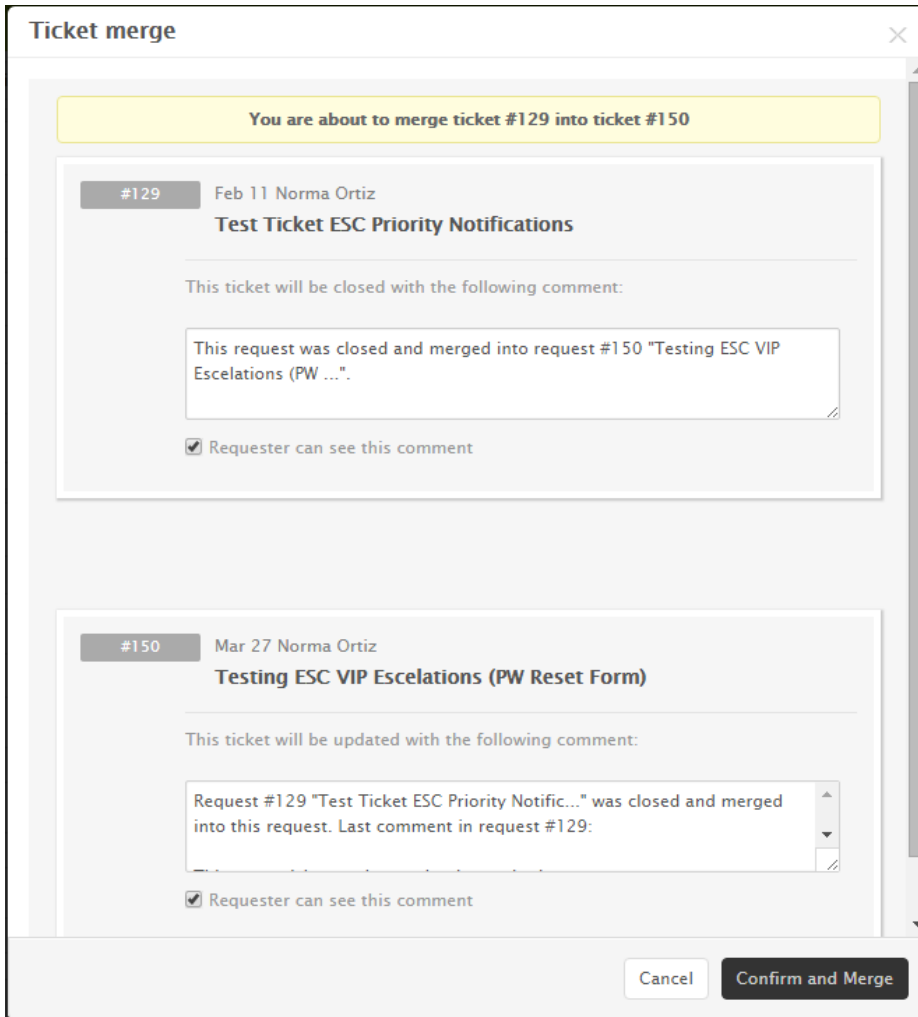 Ticket merge
You are about to merge ticket #129 into ticket #150
#129
Feb 11 Norma Ortiz
Test Ticket ESC Priority Notifications
This ticket will be closed with the following comment:
This request was closed and merged into request #150 "Testing ESC VIP
Escelations (PW ...".
Requester can see this comment
#150
Mar 27 Norma Ortiz
Testing ESC VIP Escelations (PW Reset Form)
This ticket will be updated with the following comment:
Request #129 "Test Ticket ESC Priority Notific..." was closed and merged
into this request. Last comment in request #129:
Requester can see this comment
Cancel
Confirm and Merge